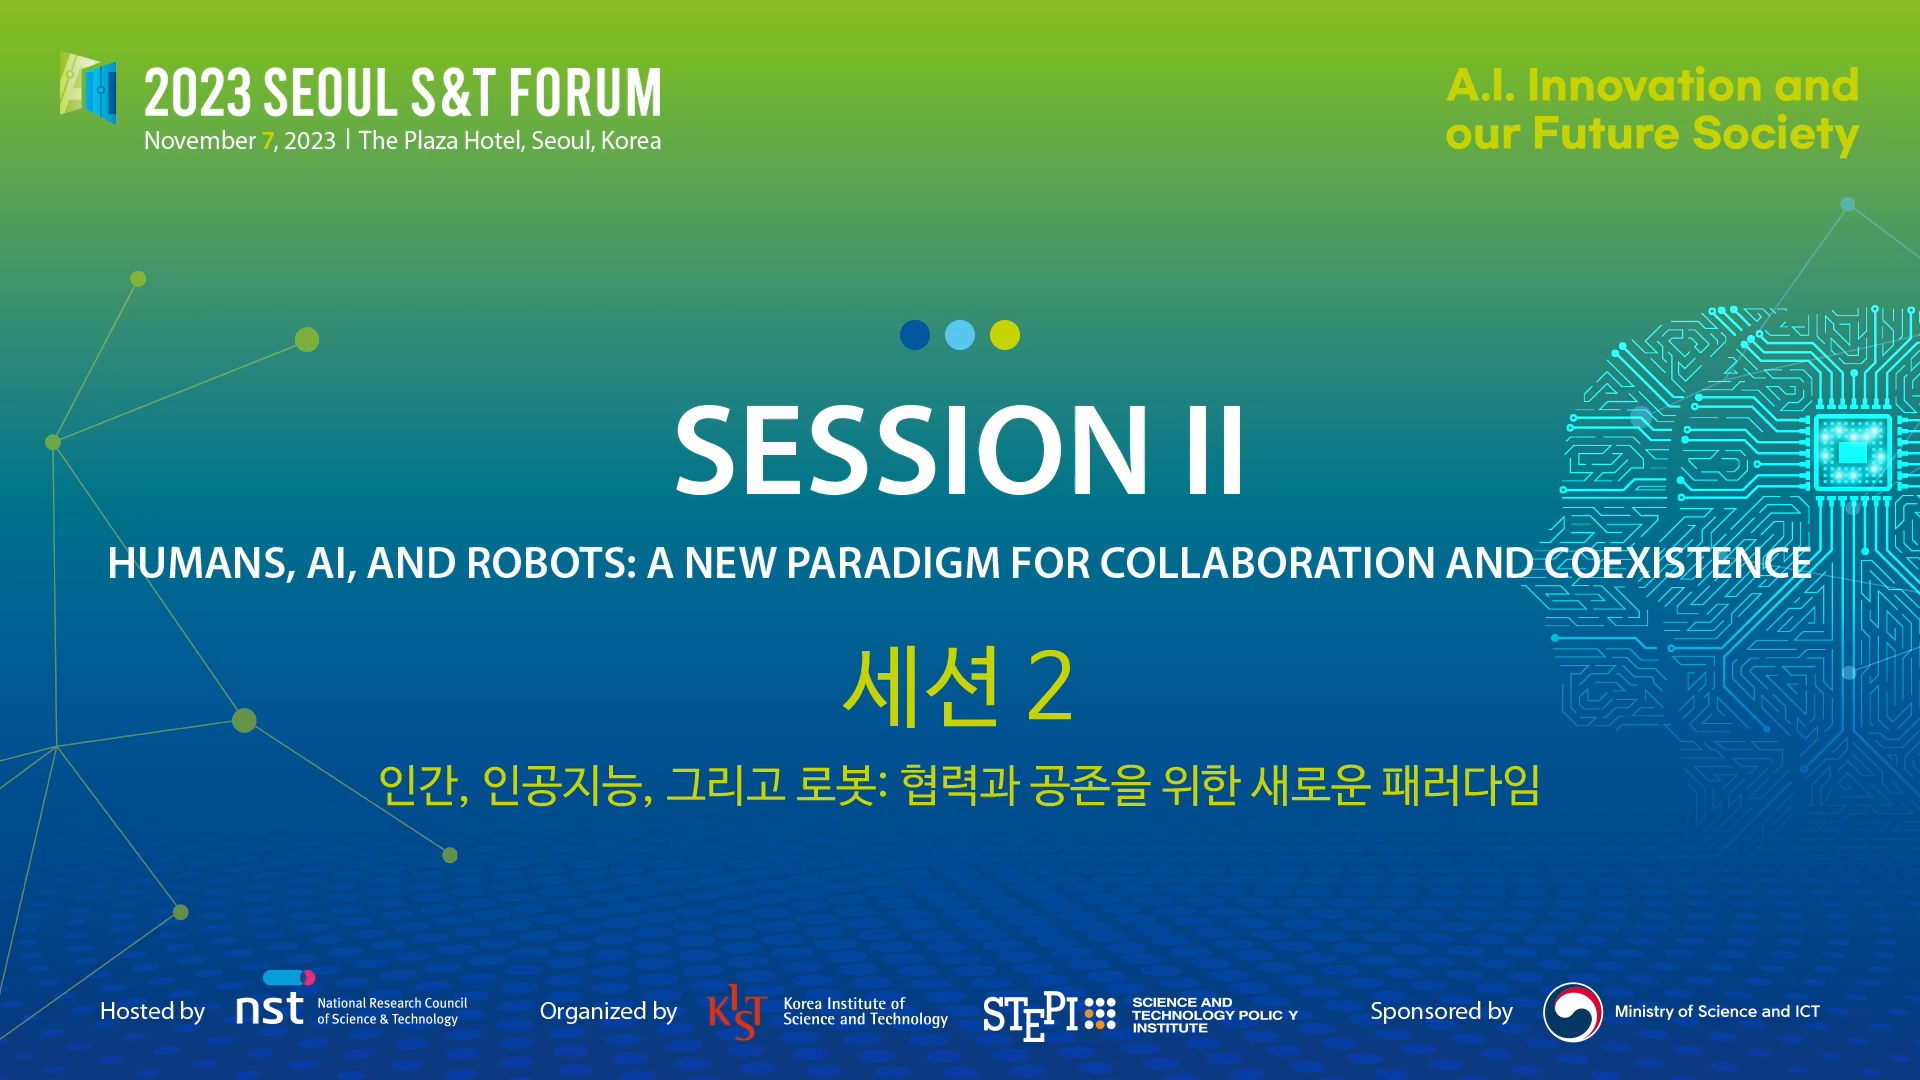 2023 SEOUL S&T FORUM
November 7, 2023 | The Plaza Hotel, Seoul, Korea
A.I. Innovation and
our Future Society
SESSION II
HUMANS, AI, AND ROBOTS: A NEW PARADIGM FOR COLLABORATION AND COEXISTENCE
세션 2
인간, 인공지능, 그리고 로봇: 협력과 공존을 위한 새로운 패러다임
Hosted by
nst
National Research Council
of Science & Technology
Organized by
KIST
Korea Institute of
Science and Technology
STEPI
SCIENCE AND
TECHNOLOGY POLIC Y
INSTITUTE
Sponsored by
Ministry of Science and ICT